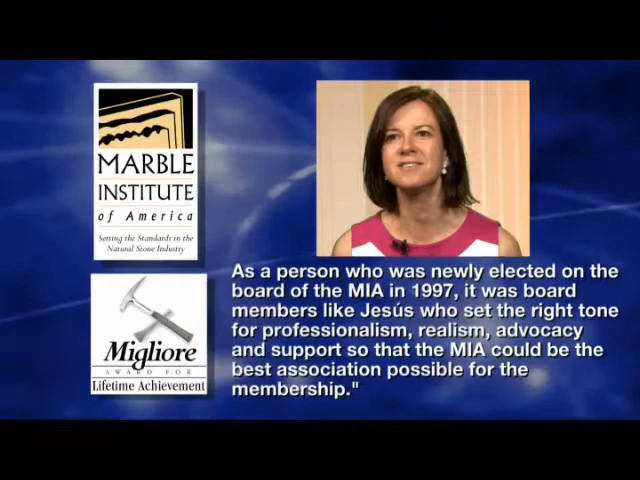 MARBLE
INSTITUTE
of America
Setting the Standards in the
Natural Stone Industry
Migliore
AWARD FOR
Lifetime Achievement
As a person who was newly elected on the
board of the MIA in 1997, it was board
members like Jesús who set the right tone
for professionalism, realism, advocacy
and support so that the MIA could be the
best association possible for the
membership."